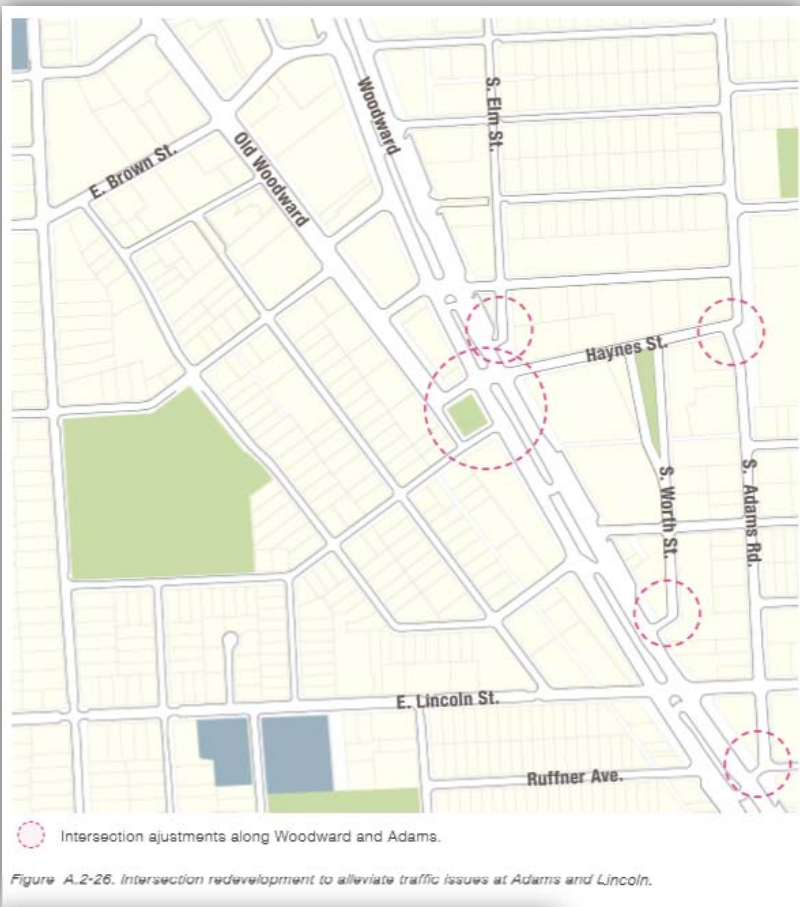 Woodward
S. Elm St.
E. Brown St.
Old Woodward
Haynes St.
S. Worth St.
S. Adams Rd.
E. Lincoln St.
Ruffner Ave.
Intersection ajustments along Woodward and Adams.
Figure A.2-26. Intersection redevelopment to alleviate traffic issues at Adams and Lincoln.